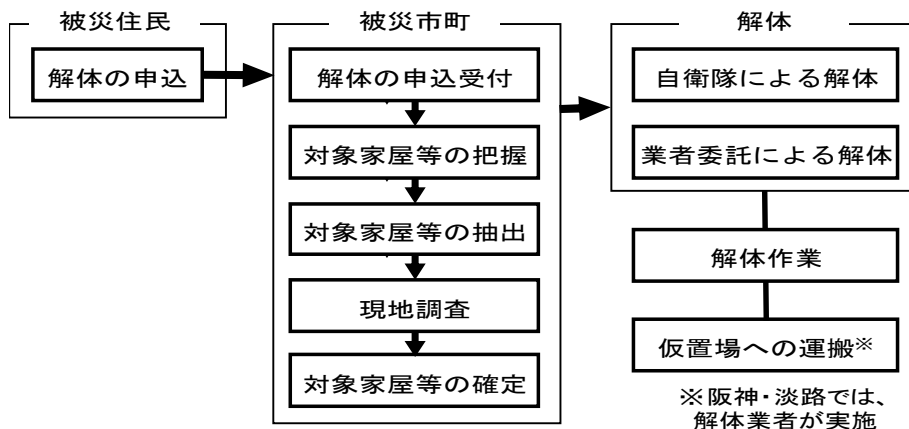 被災住民
解体の申込
被災市町
解体の申込受付
対象家屋等の把握
対象家屋等の抽出
現地調査
対象家屋等の確定
解体
自衛隊による解体
業者委託による解体
解体作業
仮置場への運搬※
※阪神・淡路では、
解体業者が実施